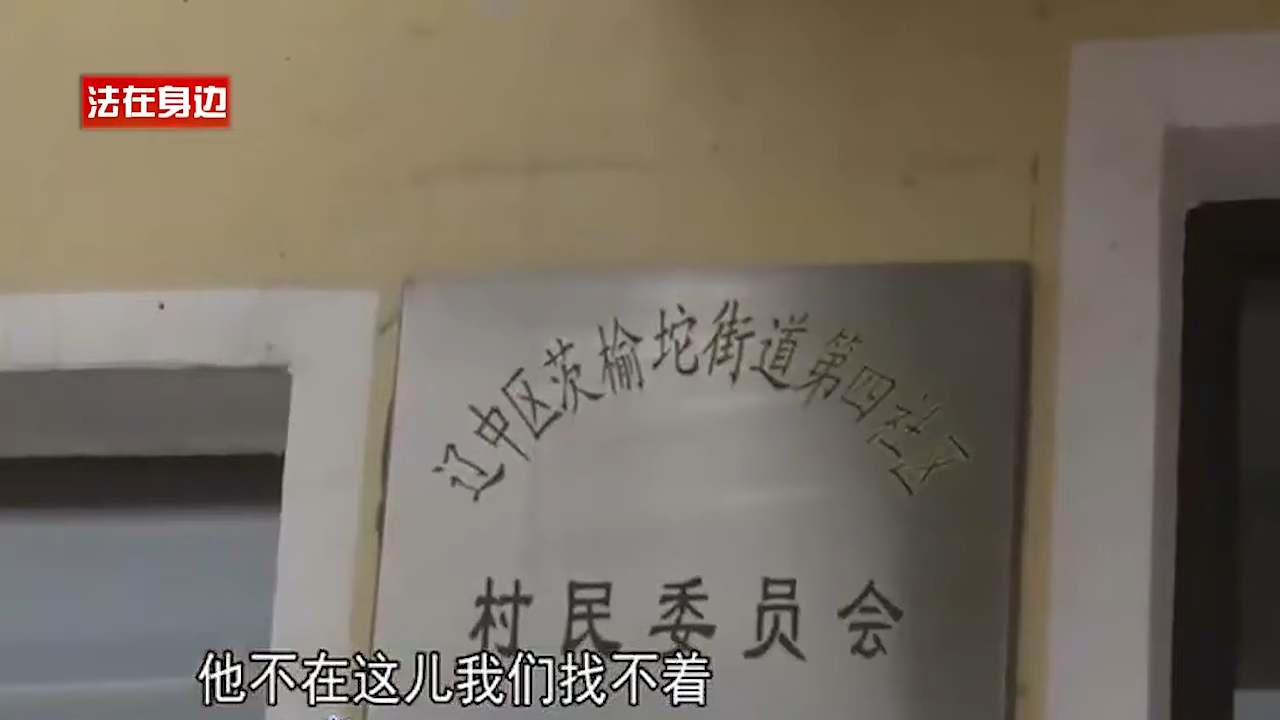 法在身边
辽中区茨榆坨街道第四社区
村民委员会
他不在这儿我们找不着